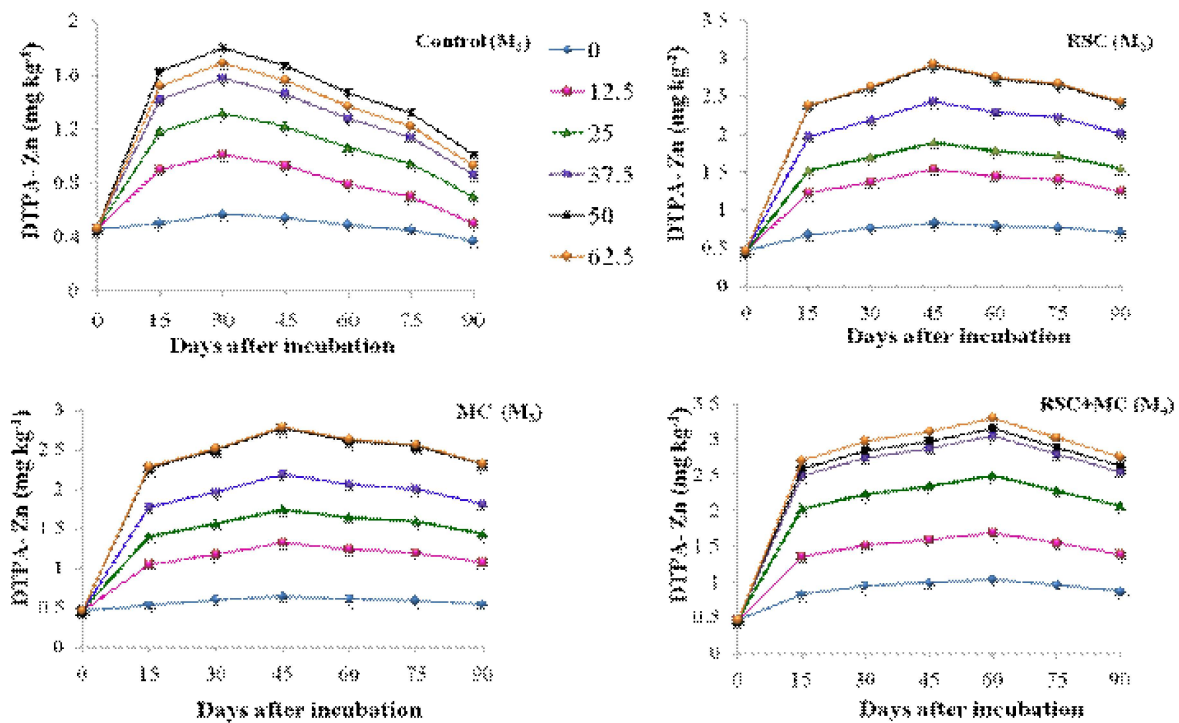 Control (M
0
12.5
25
37.5
50
62.5
DTPA- Zn (mg kg-1)
2
1.6
1.2
0.8
0.4
0
0 15 30 45 60 75 90
Days after incubation
RSC (M
DTPA- Zn (mg kg-1)
3.5
3
2.5
2
1.5
1
0.5
0
0 15 30 45 60 75 90
Days after incubation
MC (M
DTPA- Zn (mg kg-1)
3
2.5
2
1.5
1
0.5
0
0 15 30 45 60 75 90
Days after incubation
RSC+MC (M
DTPA- Zn (mg kg-1)
3.5
3
2.5
2
1.5
1
0.5
0
0 15 30 45 60 75 90
Days after incubation